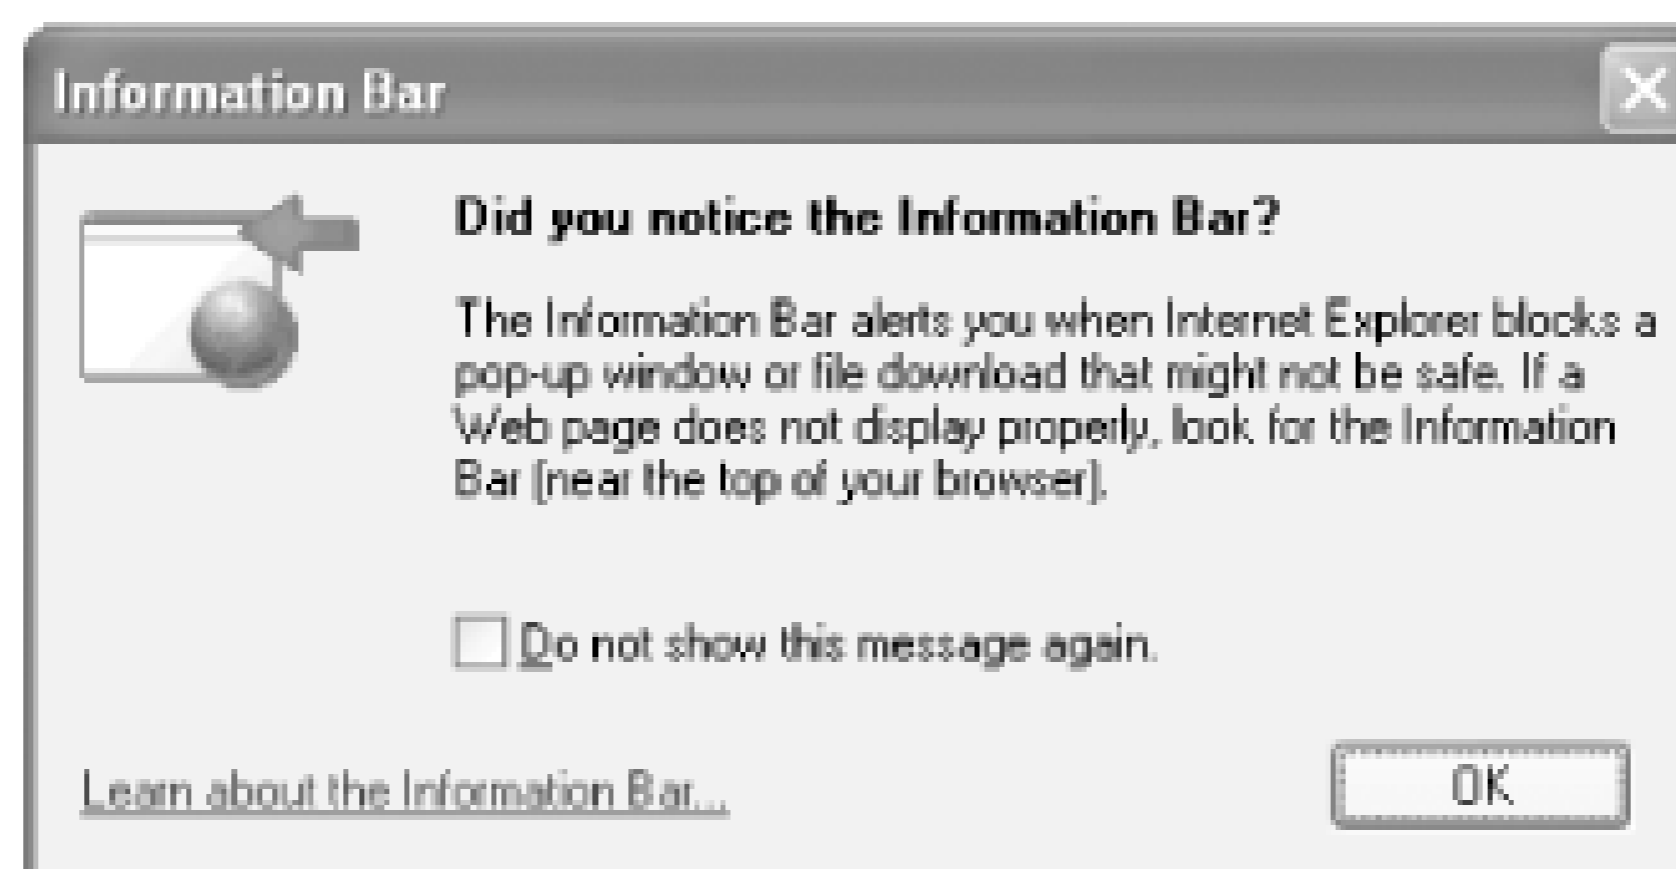 Information Bar
Did you notice the Information Bar?
The Information Bar alerts you when Internet Explorer blocks a
pop-up window or file download that might not be safe. If a
Web page does not display properly, look for the Information
Bar (near the top of your browser).
Do not show this message again.
Learn about the Information Bar...
OK